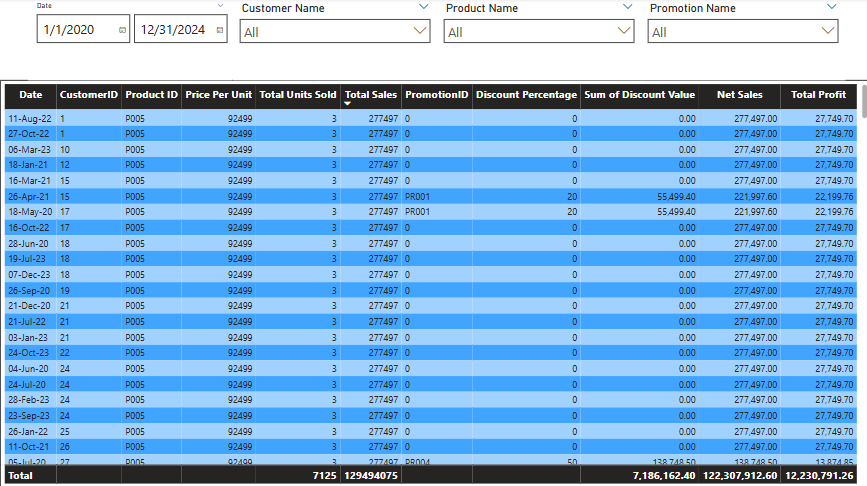 Date
1/1/2020 12/31/2024
Customer Name Product Name Promotion Name
All All All
Date CustomerID Product ID Price Per Unit Total Units Sold Total Sales PromotionID Discount Percentage Sum of Discount Value Net Sales Total Profit
11-Aug-22 1 P005 92499 3 277497 0 0 0.00 277,497.00 27,749.70
27-Oct-22 1 P005 92499 3 277497 0 0 0.00 277,497.00 27,749.70
06-Mar-23 10 P005 92499 3 277497 0 0 0.00 277,497.00 27,749.70
18-Jan-21 12 P005 92499 3 277497 0 0 0.00 277,497.00 27,749.70
16-Mar-21 15 P005 92499 3 277497 0 0 0.00 277,497.00 27,749.70
26-Apr-21 15 P005 92499 3 277497 PR001 20 55,499.40 221,997.60 22,199.76
18-May-20 17 P005 92499 3 277497 PR001 20 55,499.40 221,997.60 22,199.76
16-Oct-22 17 P005 92499 3 277497 0 0 0.00 277,497.00 27,749.70
28-Jun-20 18 P005 92499 3 277497 0 0 0.00 277,497.00 27,749.70
19-Jul-23 18 P005 92499 3 277497 0 0 0.00 277,497.00 27,749.70
07-Dec-23 18 P005 92499 3 277497 0 0 0.00 277,497.00 27,749.70
26-Sep-20 19 P005 92499 3 277497 0 0 0.00 277,497.00 27,749.70
21-Dec-20 21 P005 92499 3 277497 0 0 0.00 277,497.00 27,749.70
21-Jul-22 21 P005 92499 3 277497 0 0 0.00 277,497.00 27,749.70
03-Jan-23 21 P005 92499 3 277497 0 0 0.00 277,497.00 27,749.70
24-Oct-23 22 P005 92499 3 277497 0 0 0.00 277,497.00 27,749.70
04-Jun-20 24 P005 92499 3 277497 0 0 0.00 277,497.00 27,749.70
24-Jul-20 24 P005 92499 3 277497 0 0 0.00 277,497.00 27,749.70
28-Feb-23 24 P005 92499 3 277497 0 0 0.00 277,497.00 27,749.70
23-Sep-23 24 P005 92499 3 277497 0 0 0.00 277,497.00 27,749.70
26-Jan-22 25 P005 92499 3 277497 0 0 0.00 277,497.00 27,749.70
11-Oct-21 26 P005 92499 3 277497 0 0 0.00 277,497.00 27,749.70
05-Jul-20 27 P005 92499 3 277497 PR004 50 138,748.50 138,748.50 13,874.85
Total 7125 129494075 7,186,162.40 122,307,912.60 12,230,791.26